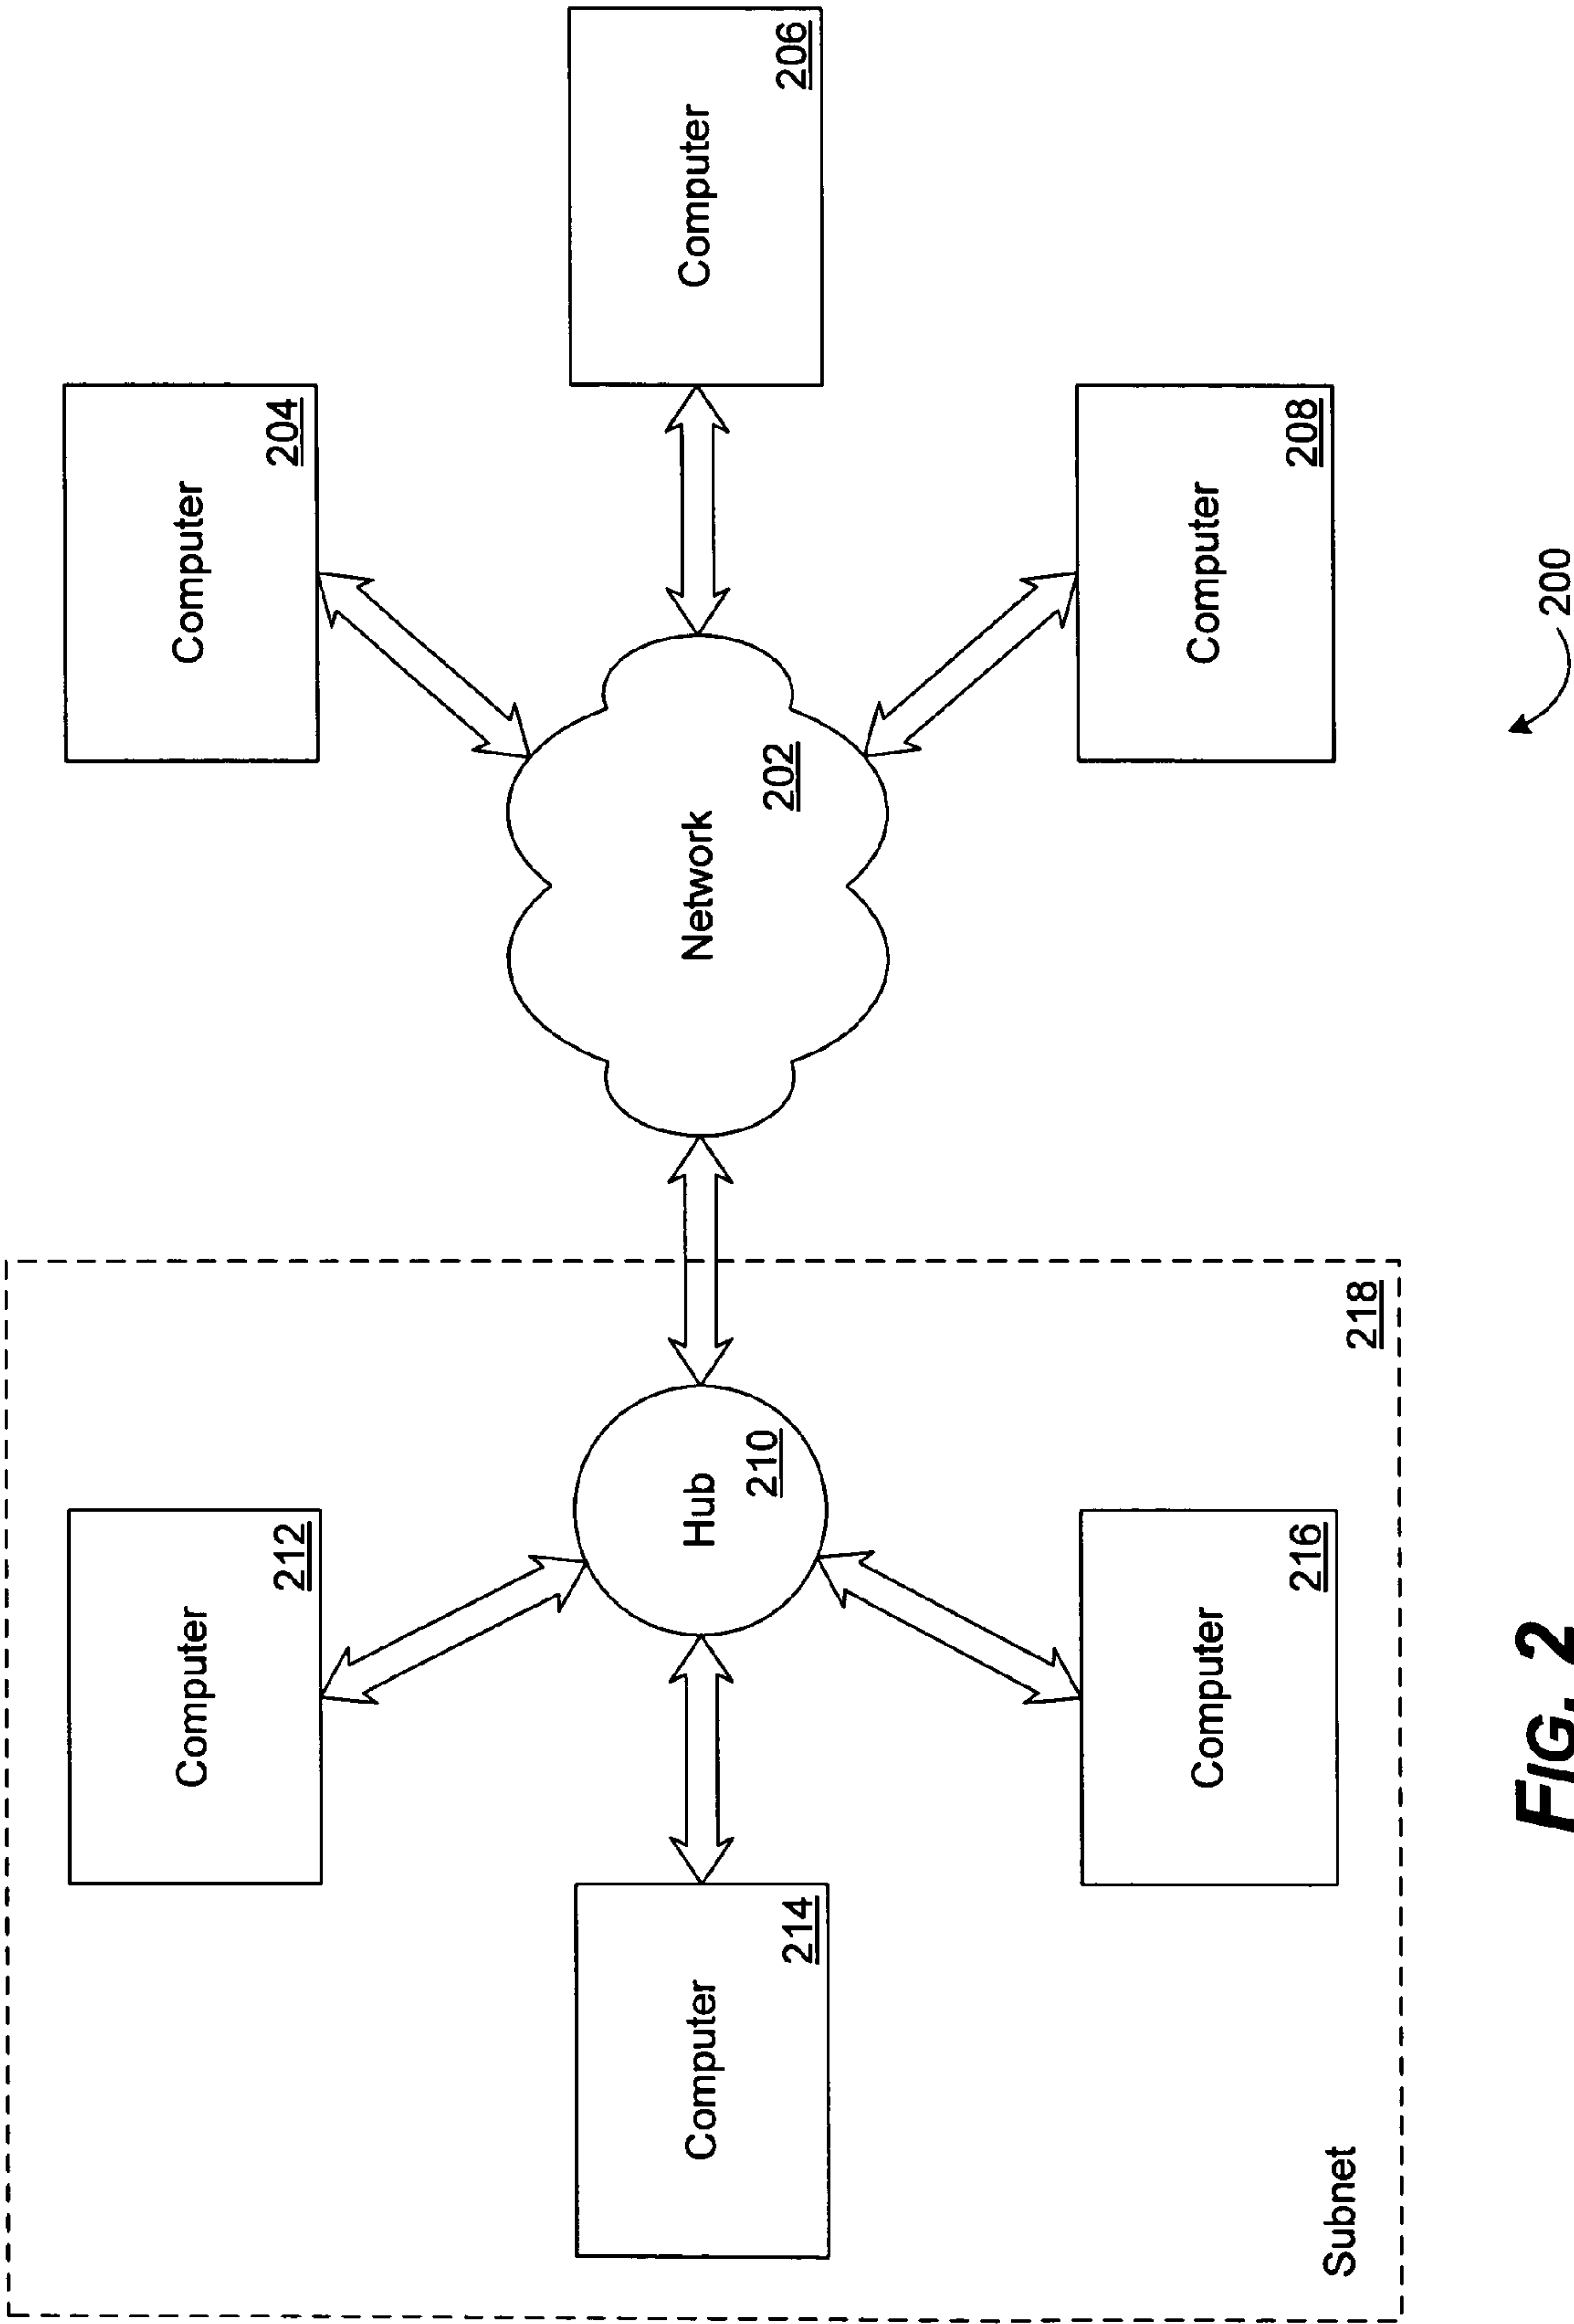 Computer
212
Computer
204
Computer
214
Hub
210
Network
202
Computer
206
Computer
216
Computer
208
Subnet
218
200
FIG. 2